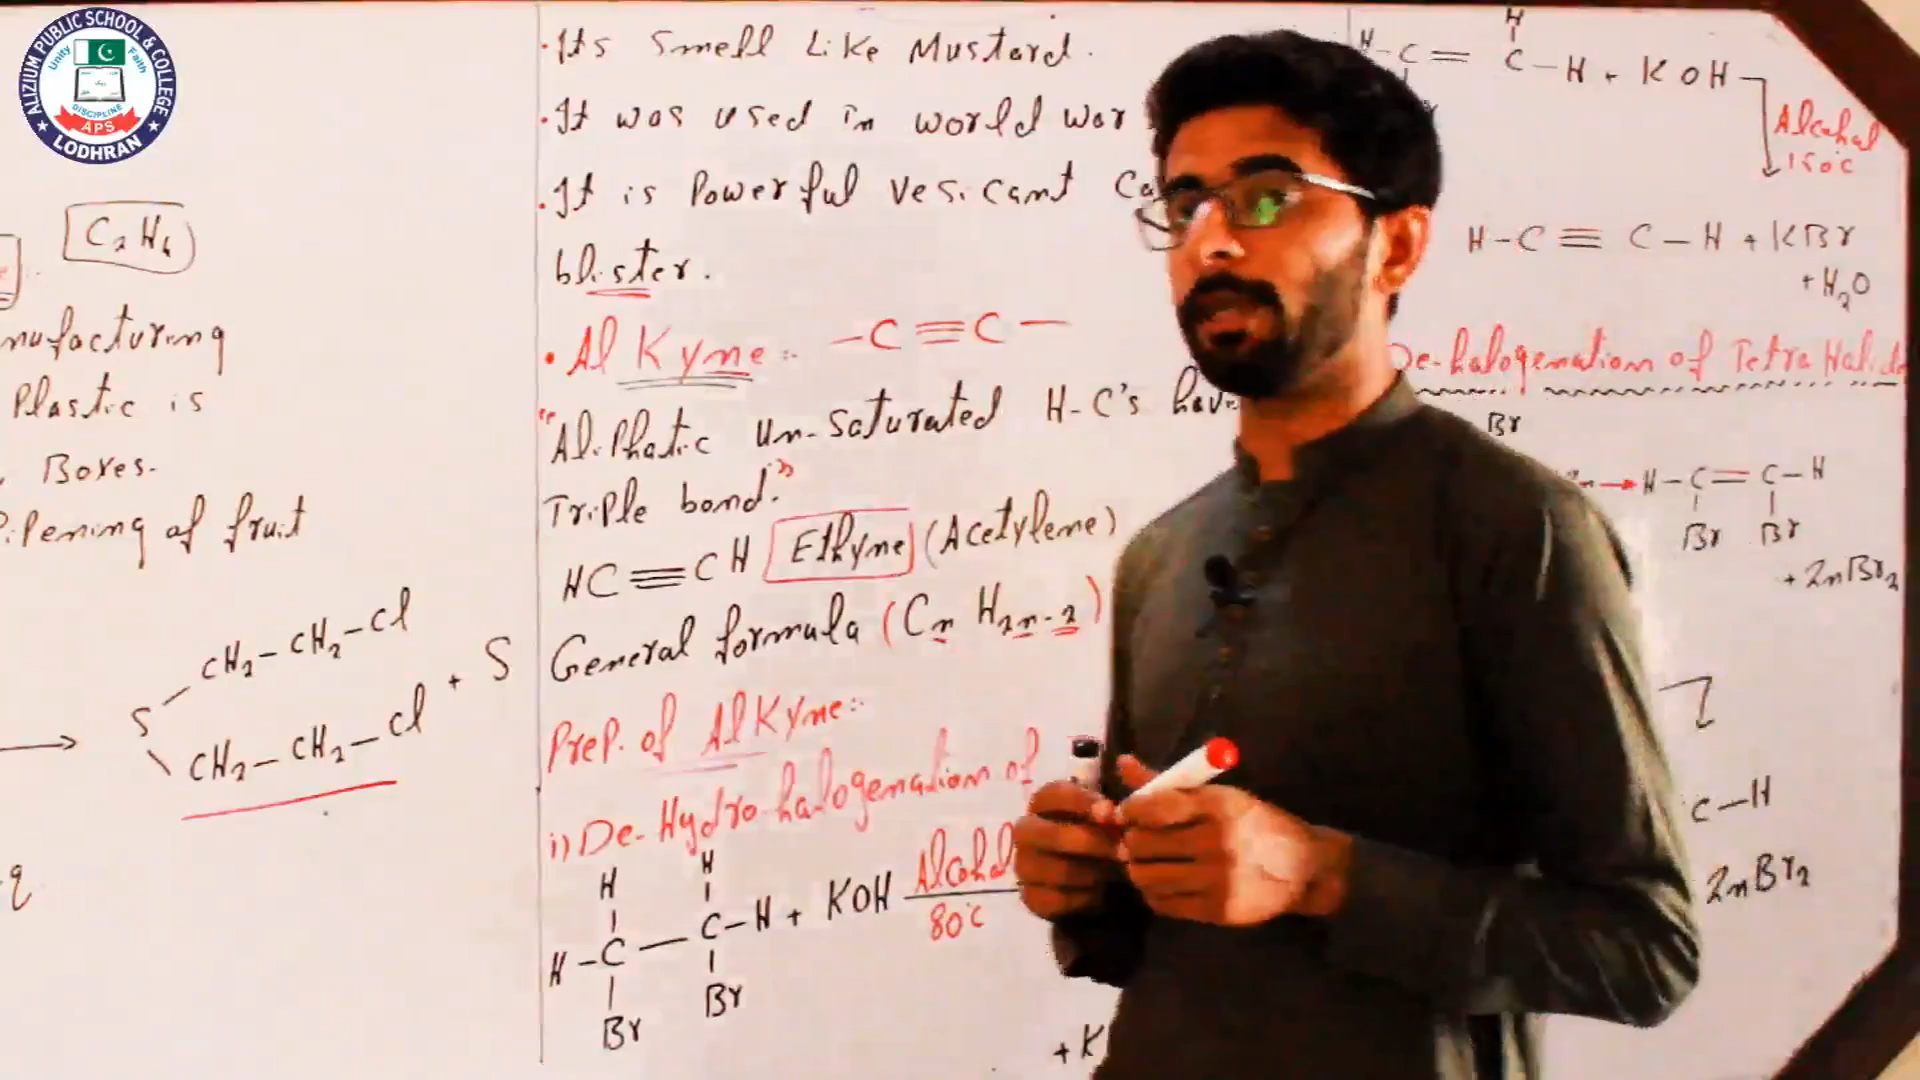 ALIZIUM PUBLIC SCHOOL & COLLEGE
Unity
Faith
DISCIPLINE
APS
LODHRAN
C2H4
nufacturing
Plastic is
Boxes.
Ripening of fruit
CH2-CH2-Cl
S
CH2-CH2-Cl
+ S
• Its Smell Like Mustard.
• It was used in world war
• It is Powerful Vesicant Ca
blister.
• Alkyne:- -C≡C-
"Aliphatic Un-Saturated H-C's have
Triple bond."
HC≡CH Ethyne (Acetylene)
General formula (CnH2n-2)
Prep. of Alkyne:-
i) De-Hydro-halogenation of
H H
H-C-C-H + KOH Alcohal
80°c
Br Br
+ K
H
H-C=C-H + KOH
Alcohal
150°c
H-C≡C-H + KBr
+ H2O
De-halogenation of Tetra Halide
Br
→ H-C=C-H
Br Br
+ ZnBr2
C-H
ZnBr2